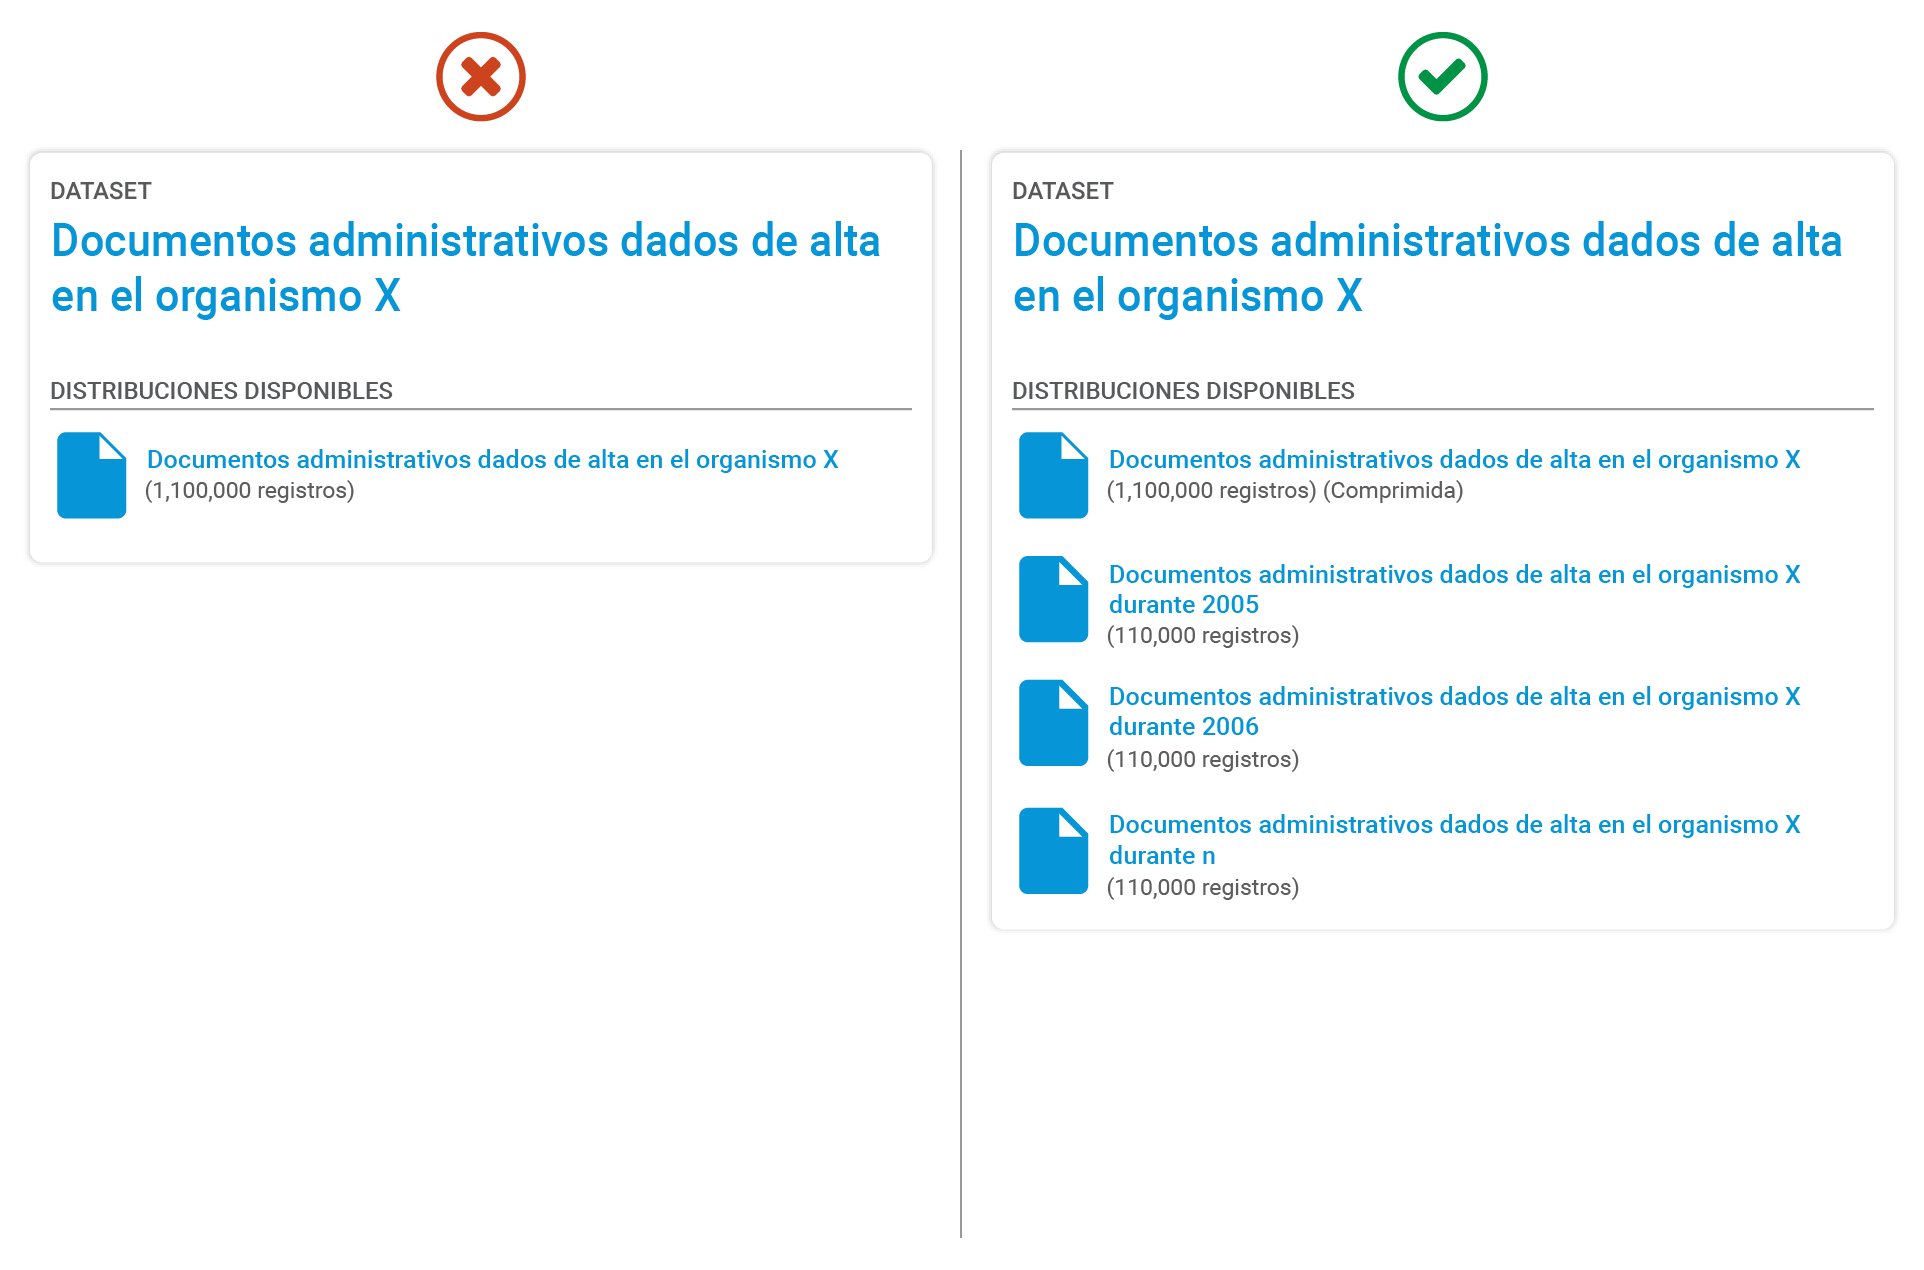 DATASET
Documentos administrativos dados de alta
en el organismo X
DISTRIBUCIONES DISPONIBLES
Documentos administrativos dados de alta en el organismo X
(1,100,000 registros)
DATASET
Documentos administrativos dados de alta
en el organismo X
DISTRIBUCIONES DISPONIBLES
Documentos administrativos dados de alta en el organismo X
(1,100,000 registros) (Comprimida)
Documentos administrativos dados de alta en el organismo X
durante 2005
(110,000 registros)
Documentos administrativos dados de alta en el organismo X
durante 2006
(110,000 registros)
Documentos administrativos dados de alta en el organismo X
durante n
(110,000 registros)